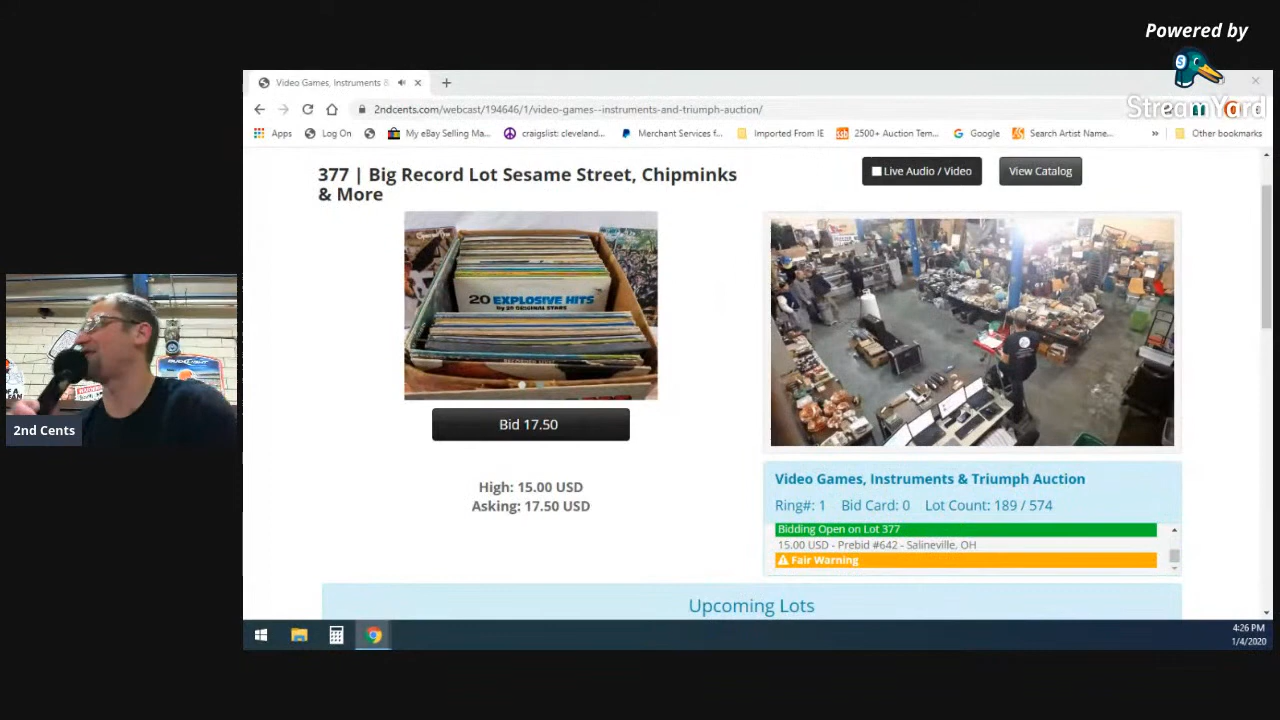 Powered by
StreamYard
Video Games, Instruments &
2ndcents.com/webcast/194646/1/video-games--instruments-and-triumph-auction/
Apps
Log On
My eBay Selling Ma...
craigslist: cleveland...
Merchant Services f...
Imported From IE
2500+ Auction Tem...
Google
Search Artist Name...
»
Other bookmarks
377 | Big Record Lot Sesame Street, Chipminks
& More
Live Audio / Video
View Catalog
20 EXPLOSIVE HITS
Bid 17.50
High: 15.00 USD
Asking: 17.50 USD
Video Games, Instruments & Triumph Auction
Ring#: 1 Bid Card: 0 Lot Count: 189 / 574
Bidding Open on Lot 377
15.00 USD - Prebid #642 - Salineville, OH
Fair Warning
Upcoming Lots
2nd Cents
4:26 PM
1/4/2020